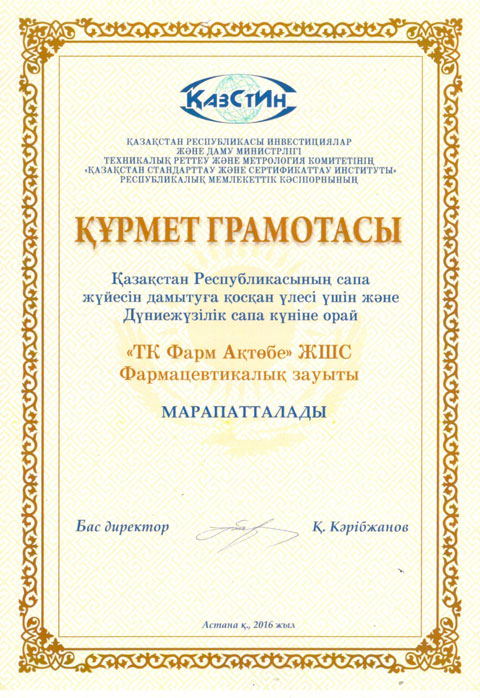 ҚАЗСТИН
ҚАЗАҚСТАН РЕСПУБЛИКАСЫ ИНВЕСТИЦИЯЛАР
ЖӘНЕ ДАМУ МИНИСТРЛІГІ
ТЕХНИКАЛЫҚ РЕТТЕУ ЖӘНЕ МЕТРОЛОГИЯ КОМИТЕТІНІҢ
«ҚАЗАҚСТАН СТАНДАРТТАУ ЖӘНЕ СЕРТИФИКАТТАУ ИНСТИТУТЫ»
РЕСПУБЛИКАЛЫҚ МЕМЛЕКЕТТІК КӘСІПОРНЫНЫҢ
ҚҰРМЕТ ГРАМОТАСЫ
Қазақстан Республикасының сапа
жүйесін дамытуға қосқан үлесі үшін және
Дүниежүзілік сапа күніне орай
«ТК Фарм Ақтөбе» ЖШС
Фармацевтикалық зауыты
МАРАПАТТАЛАДЫ
Бас директор Қ. Кәрібжанов
Астана қ., 2016 жыл